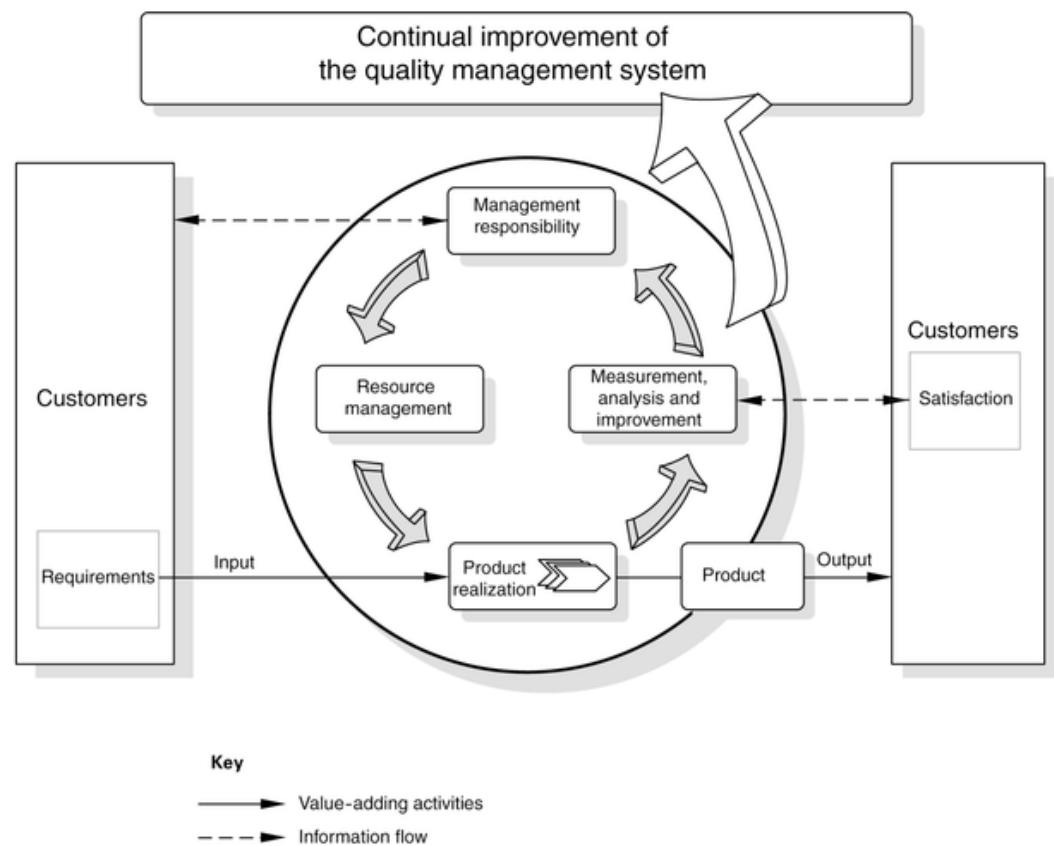 Continual improvement of
the quality management system
Management
responsibility
Customers
Resource
management
Measurement,
analysis and
improvement
Customers
Satisfaction
Requirements
Input
Product
realization
Product
Output
Key
Value-adding activities
Information flow